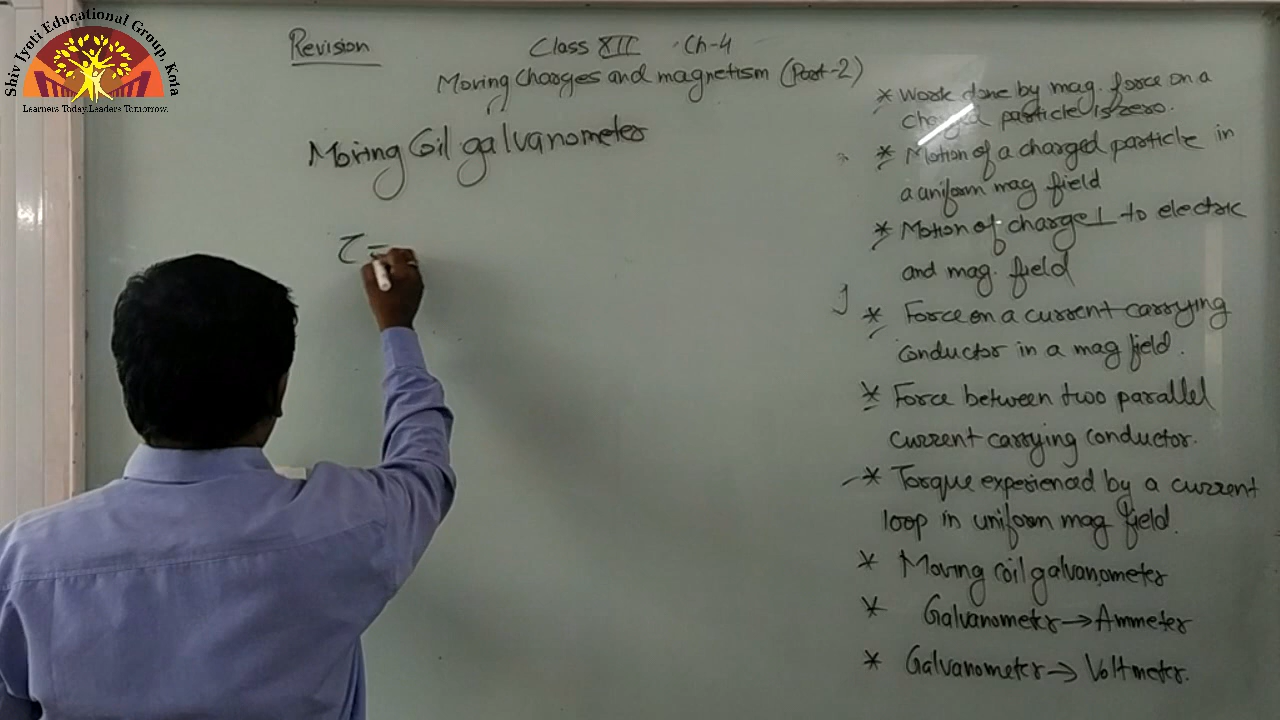 Shiv Jyoti Educational Group, Kota
Learners Today. Leaders Tomorrow.
Revision
Class XII Ch-4
Moving Charges and magnetism (Part-2)
Moving Coil galvanometer
τ =
* Work done by mag. force on a
charged particle is zero.
* Motion of a charged particle in
a uniform mag field
* Motion of charge ⊥ to electric
and mag. field
* Force on a current carrying
conductor in a mag field.
* Force between two parallel
current carrying conductor.
* Torque experienced by a current
loop in uniform mag field.
* Moving coil galvanometer
* Galvanometer → Ammeter
* Galvanometer → Voltmeter.